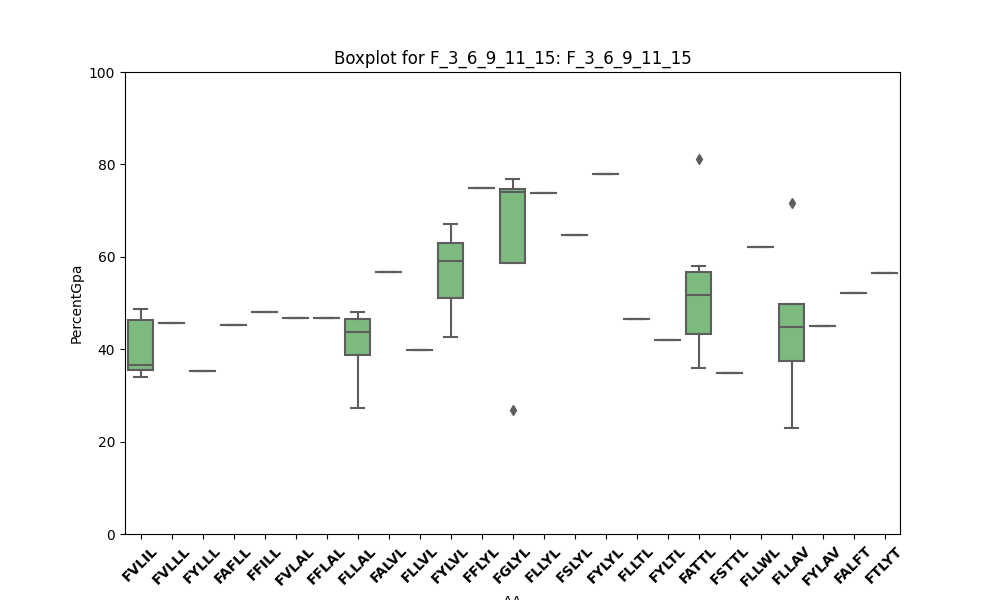 Boxplot for F_3_6_9_11_15: F_3_6_9_11_15
100
80
60
40
20
0
PercentGpa
FVLIL
FVLLL
FYLLL
FAFLL
FFILL
FVLAL
FFLAL
FLLAL
FALVL
FLLVL
FYLVL
FFLYL
FGLYL
FLLYL
FSLYL
FYLYL
FLLTL
FYLTL
FATTL
FSTTL
FLLWL
FLLAV
FYLAV
FALFT
FTLYT
AA